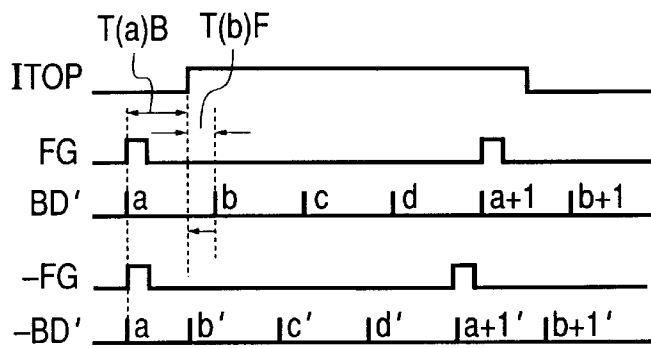 T(a)B T(b)F
ITOP
FG
BD′ a b c d a+1 b+1
–FG
–BD′ a b′ c′ d′ a+1′ b+1′